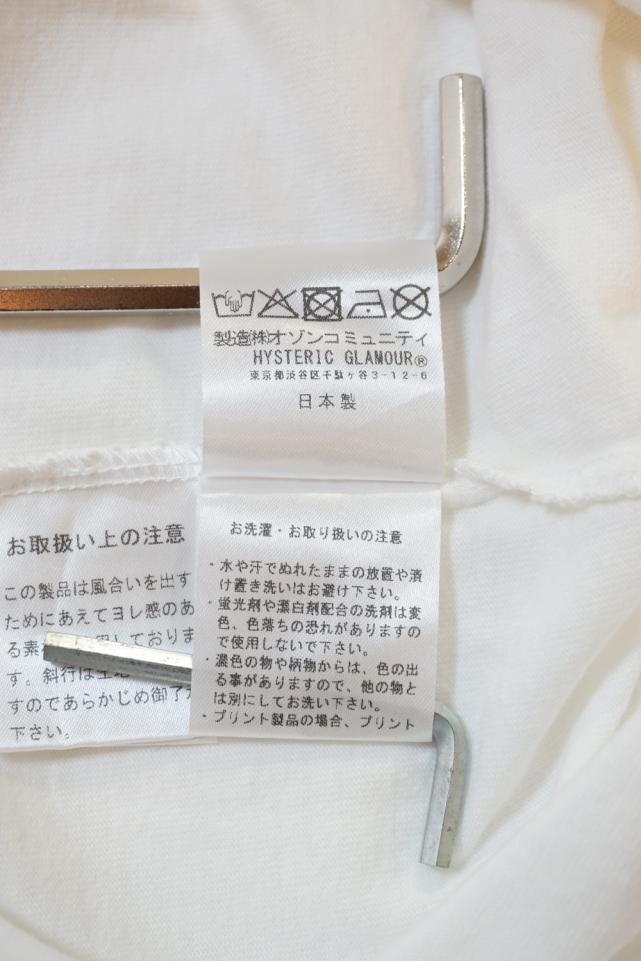 製造㈱オゾンコミュニティ
HYSTERIC GLAMOUR®
東京都渋谷区千駄ヶ谷3-12-6
日本製
お洗濯・お取り扱いの注意
・水や汗でぬれたままの放置や漬
け置き洗いはお避け下さい。
・蛍光剤や漂白剤配合の洗剤は変
色、色落ちの恐れがありますの
で使用しないで下さい。
・濃色の物や柄物からは、色の出
る事がありますので、他の物と
は別にしてお洗い下さい。
・プリント製品の場合、プリント
お取扱い上の注意
この製品は風合いを出す
ためにあえてヨレ感のあ
る素 用しておりま
す。斜行は生地
すのであらかじめ御了
下さい。